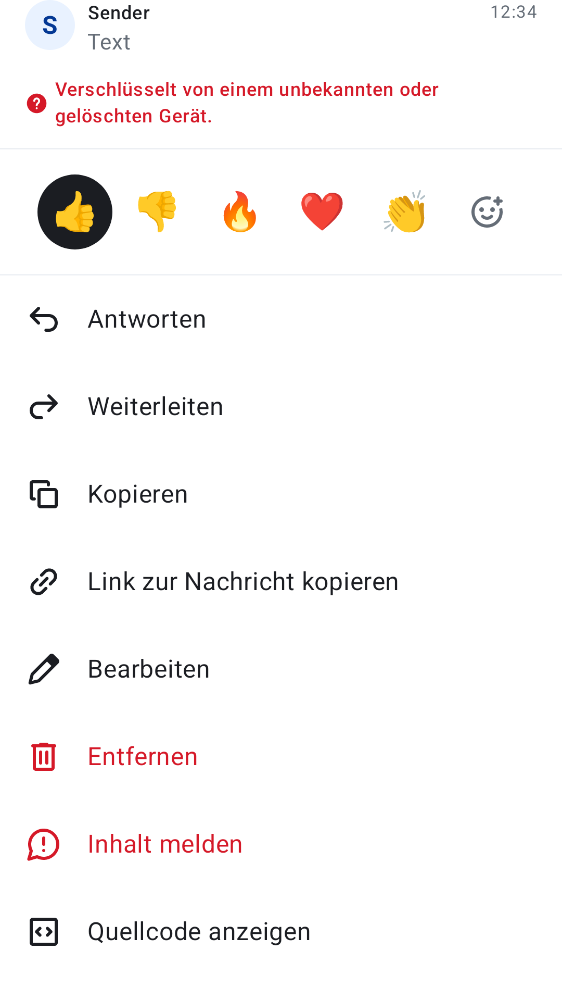 S
Sender
12:34
Text
Verschlüsselt von einem unbekannten oder
gelöschten Gerät.
Antworten
Weiterleiten
Kopieren
Link zur Nachricht kopieren
Bearbeiten
Entfernen
Inhalt melden
Quellcode anzeigen